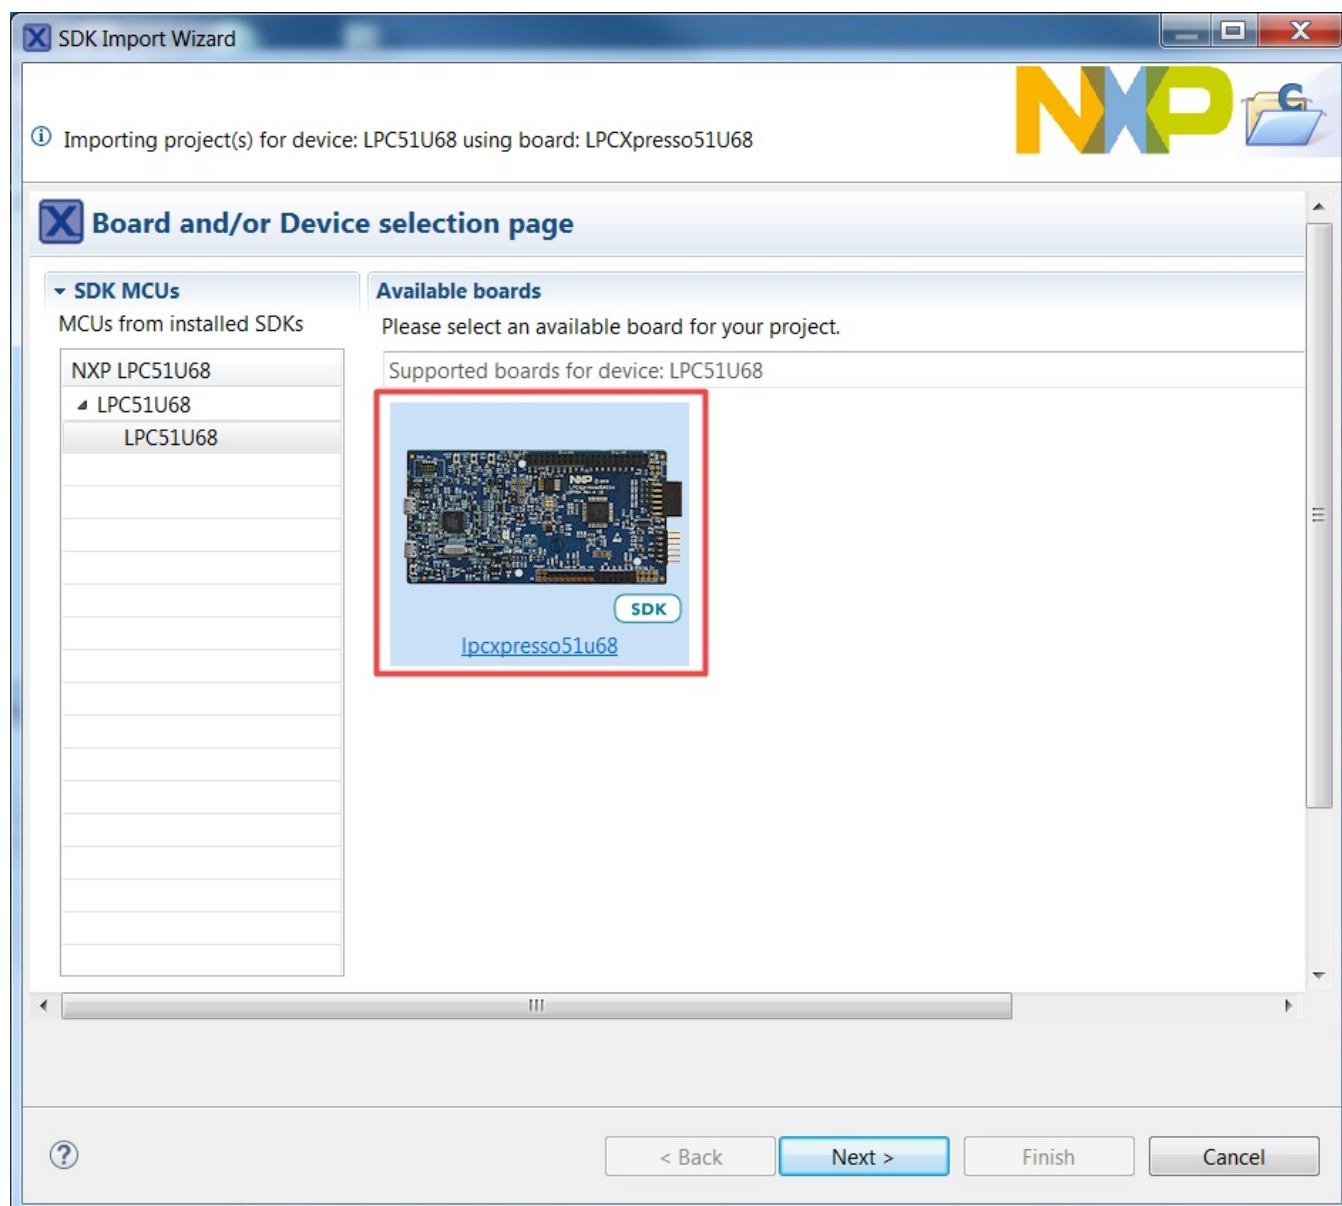 SDK Import Wizard
Importing project(s) for device: LPC51U68 using board: LPCXpresso51U68
NXP
C
Board and/or Device selection page
SDK MCUs
MCUs from installed SDKs
NXP LPC51U68
LPC51U68
LPC51U68
Available boards
Please select an available board for your project.
Supported boards for device: LPC51U68
NXP
SDK
lpcxpresso51u68
< Back
Next >
Finish
Cancel